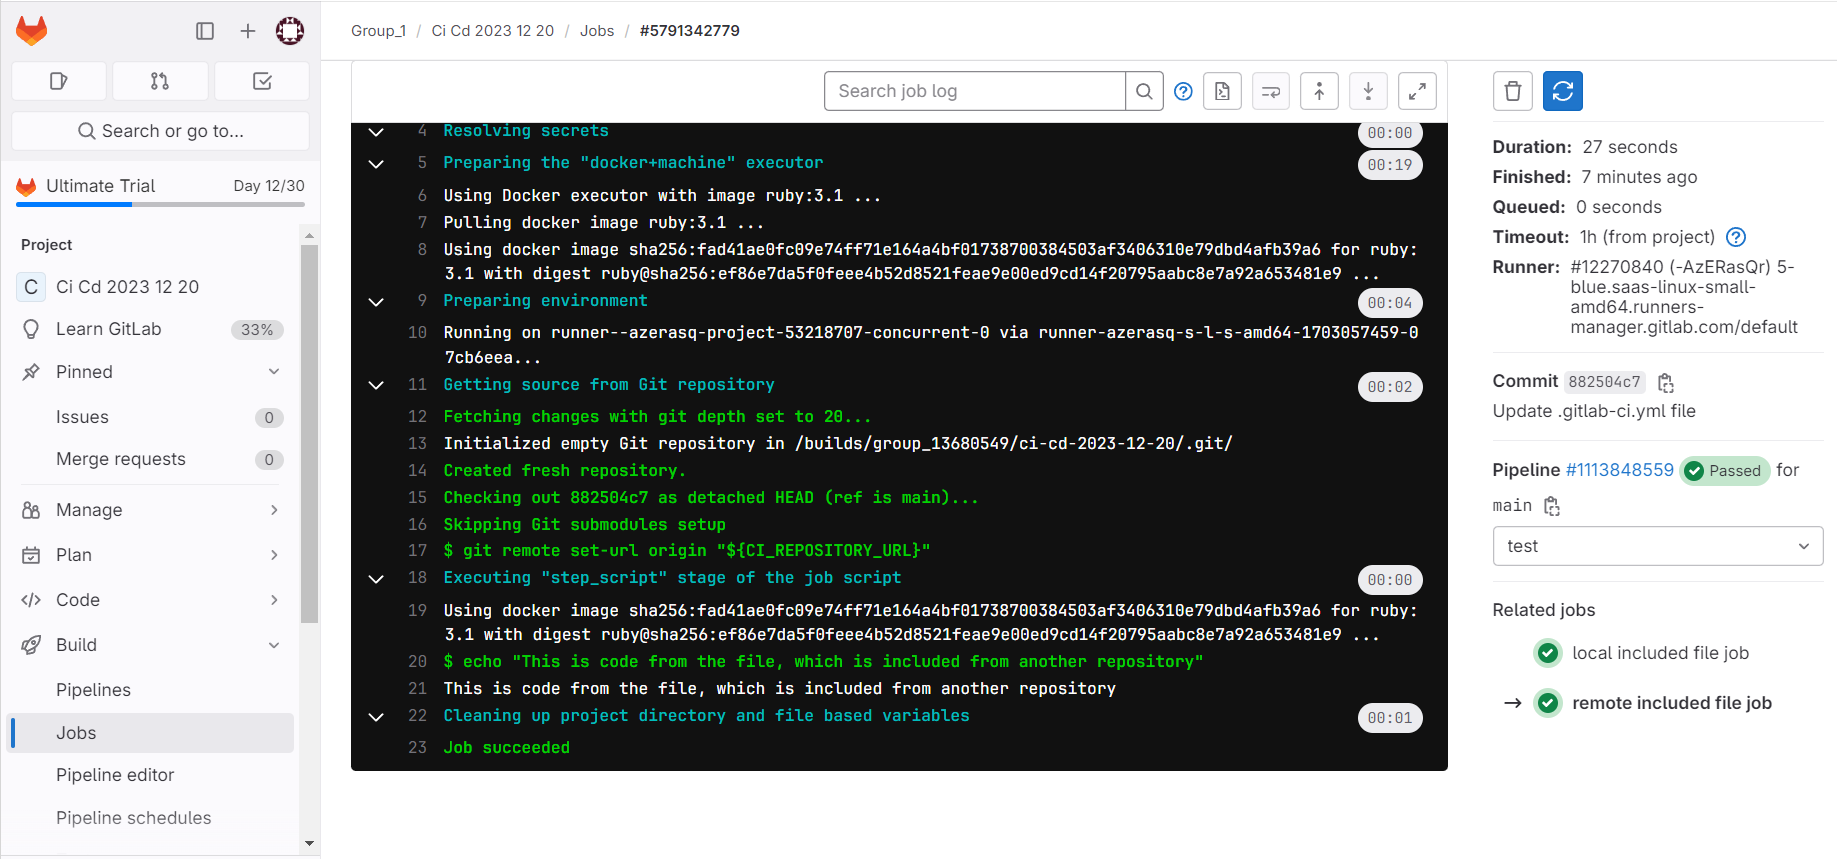 Group_1 / Ci Cd 2023 12 20 / Jobs / #5791342779
Search or go to...
Ultimate Trial Day 12/30
Project
C Ci Cd 2023 12 20
Learn GitLab 33%
Pinned
Issues 0
Merge requests 0
Manage
Plan
Code
Build
Pipelines
Jobs
Pipeline editor
Pipeline schedules
Search job log
4 Resolving secrets 00:00
5 Preparing the "docker+machine" executor 00:19
6 Using Docker executor with image ruby:3.1 ...
7 Pulling docker image ruby:3.1 ...
8 Using docker image sha256:fad41ae0fc09e74ff71e164a4bf01738700384503af3406310e79dbd4afb39a6 for ruby:
3.1 with digest ruby@sha256:ef86e7da5f0feee4b52d8521feae9e00ed9cd14f20795aabc8e7a92a653481e9 ...
9 Preparing environment 00:04
10 Running on runner--azerasq-project-53218707-concurrent-0 via runner-azerasq-s-l-s-amd64-1703057459-0
7cb6eea...
11 Getting source from Git repository 00:02
12 Fetching changes with git depth set to 20...
13 Initialized empty Git repository in /builds/group_13680549/ci-cd-2023-12-20/.git/
14 Created fresh repository.
15 Checking out 882504c7 as detached HEAD (ref is main)...
16 Skipping Git submodules setup
17 $ git remote set-url origin "${CI_REPOSITORY_URL}"
18 Executing "step_script" stage of the job script 00:00
19 Using docker image sha256:fad41ae0fc09e74ff71e164a4bf01738700384503af3406310e79dbd4afb39a6 for ruby:
3.1 with digest ruby@sha256:ef86e7da5f0feee4b52d8521feae9e00ed9cd14f20795aabc8e7a92a653481e9 ...
20 $ echo "This is code from the file, which is included from another repository"
21 This is code from the file, which is included from another repository
22 Cleaning up project directory and file based variables 00:01
23 Job succeeded
Duration: 27 seconds
Finished: 7 minutes ago
Queued: 0 seconds
Timeout: 1h (from project)
Runner: #12270840 (-AzERasQr) 5-
blue.saas-linux-small-
amd64.runners-
manager.gitlab.com/default
Commit 882504c7
Update .gitlab-ci.yml file
Pipeline #1113848559 Passed for
main
test
Related jobs
local included file job
→ remote included file job